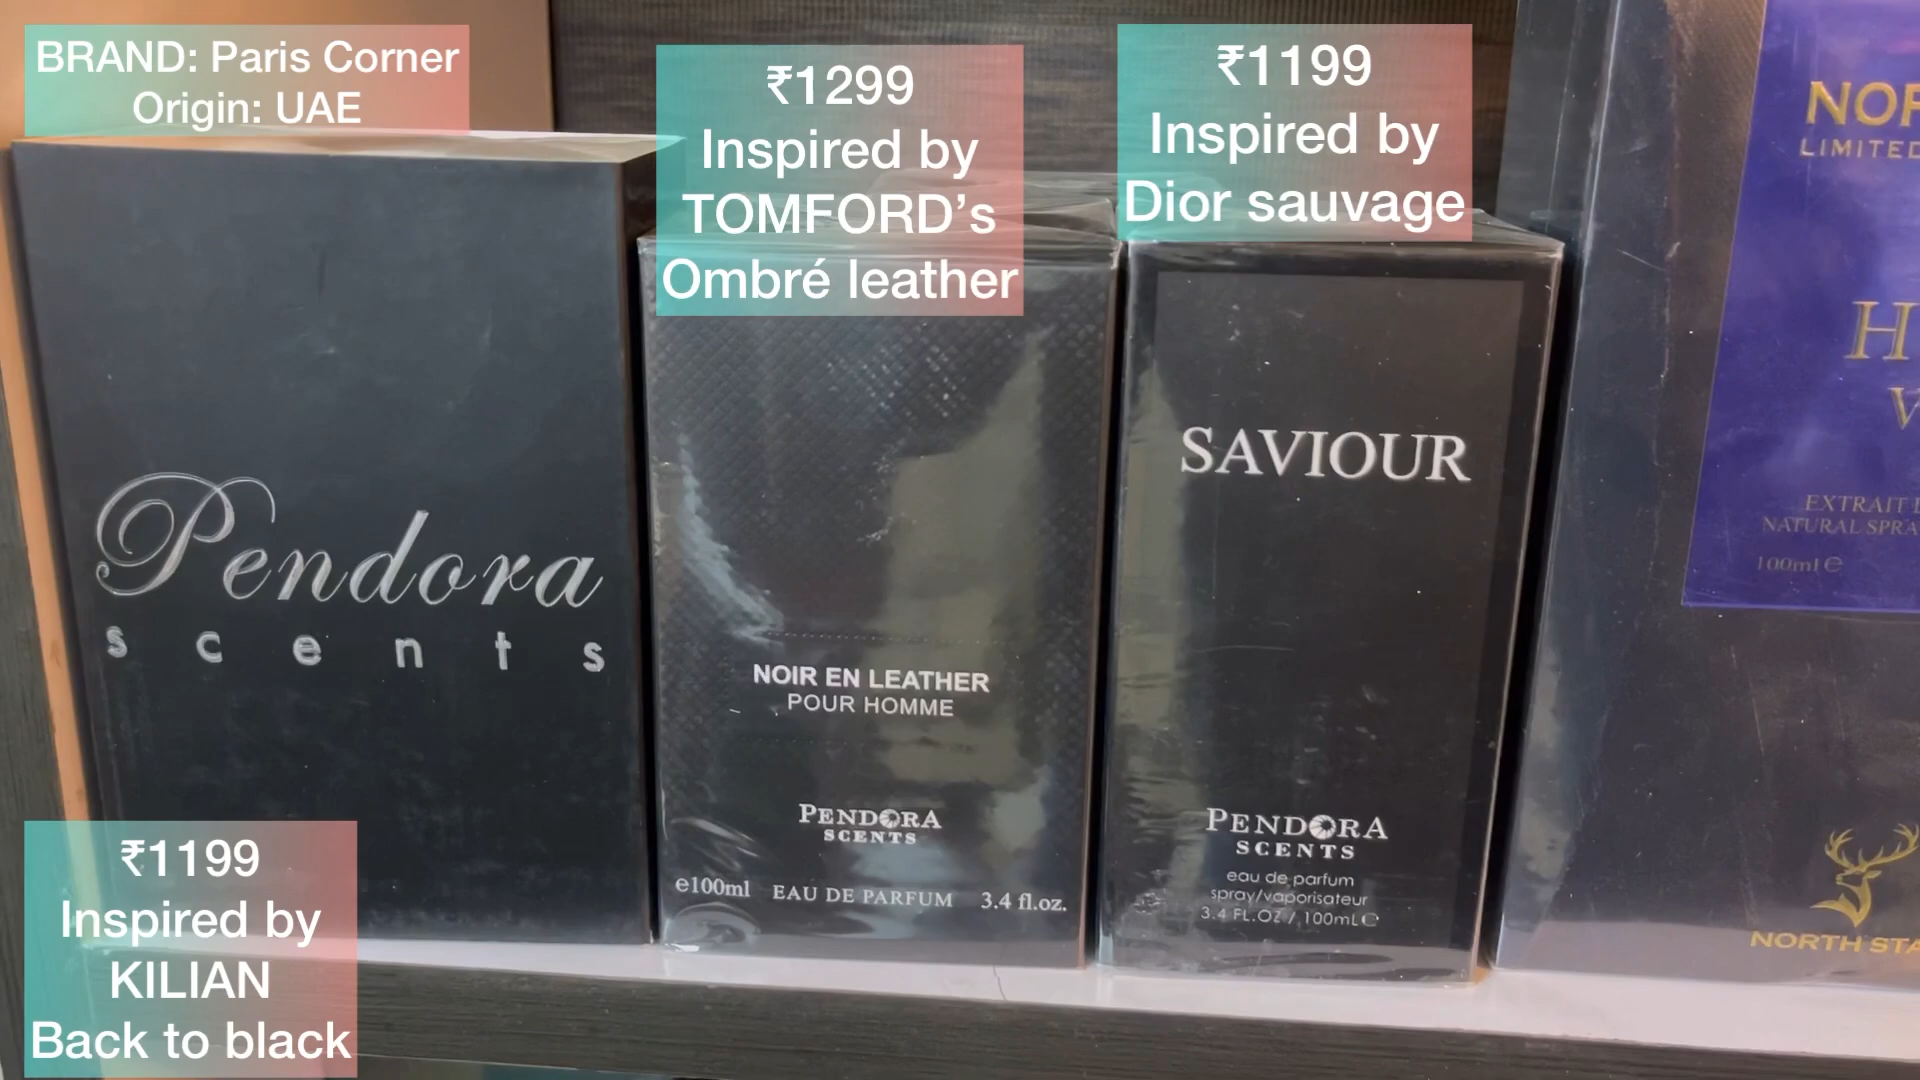 BRAND: Paris Corner
Origin: UAE
₹1299
Inspired by
TOMFORD’s
Ombré leather
₹1199
Inspired by
Dior sauvage
Pendora
scents
₹1199
Inspired by
KILIAN
Back to black
NOIR EN LEATHER
POUR HOMME
PENDORA
SCENTS
e100ml EAU DE PARFUM 3.4 fl.oz.
SAVIOUR
PENDORA
SCENTS
eau de parfum
spray/vaporisateur
3.4 FL.OZ / 100mL e
LIMITED
EXTRAIT
NATURAL
100ml e
NORTH